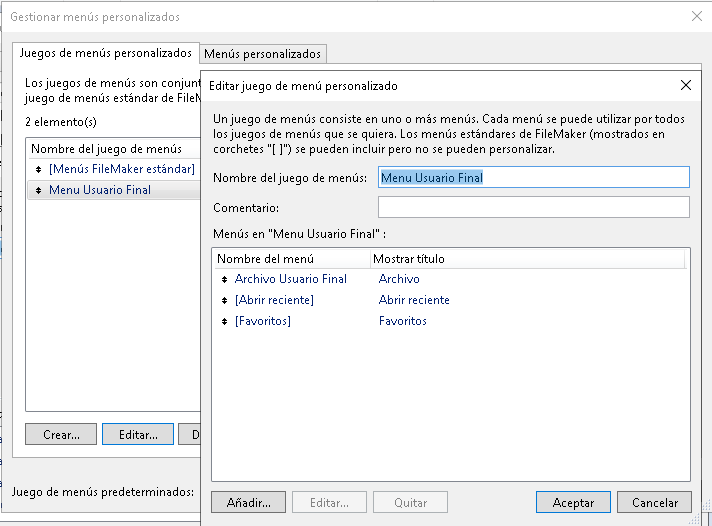 Gestionar menús personalizados
Juegos de menús personalizados
Menús personalizados
Los juegos de menús son conjunt
juego de menús estándar de FileM
2 elemento(s)
Nombre del juego de menús
[Menús FileMaker estándar]
Menu Usuario Final
Crear...
Editar...
D
Juego de menús predeterminados:
Editar juego de menú personalizado
Un juego de menús consiste en uno o más menús. Cada menú se puede utilizar por todos
los juegos de menús que se quiera. Los menús estándares de FileMaker (mostrados en
corchetes "[ ]") se pueden incluir pero no se pueden personalizar.
Nombre del juego de menús: Menu Usuario Final
Comentario:
Menús en "Menu Usuario Final" :
Nombre del menú Mostrar título
Archivo Usuario Final Archivo
[Abrir reciente] Abrir reciente
[Favoritos] Favoritos
Añadir... Editar... Quitar Aceptar Cancelar